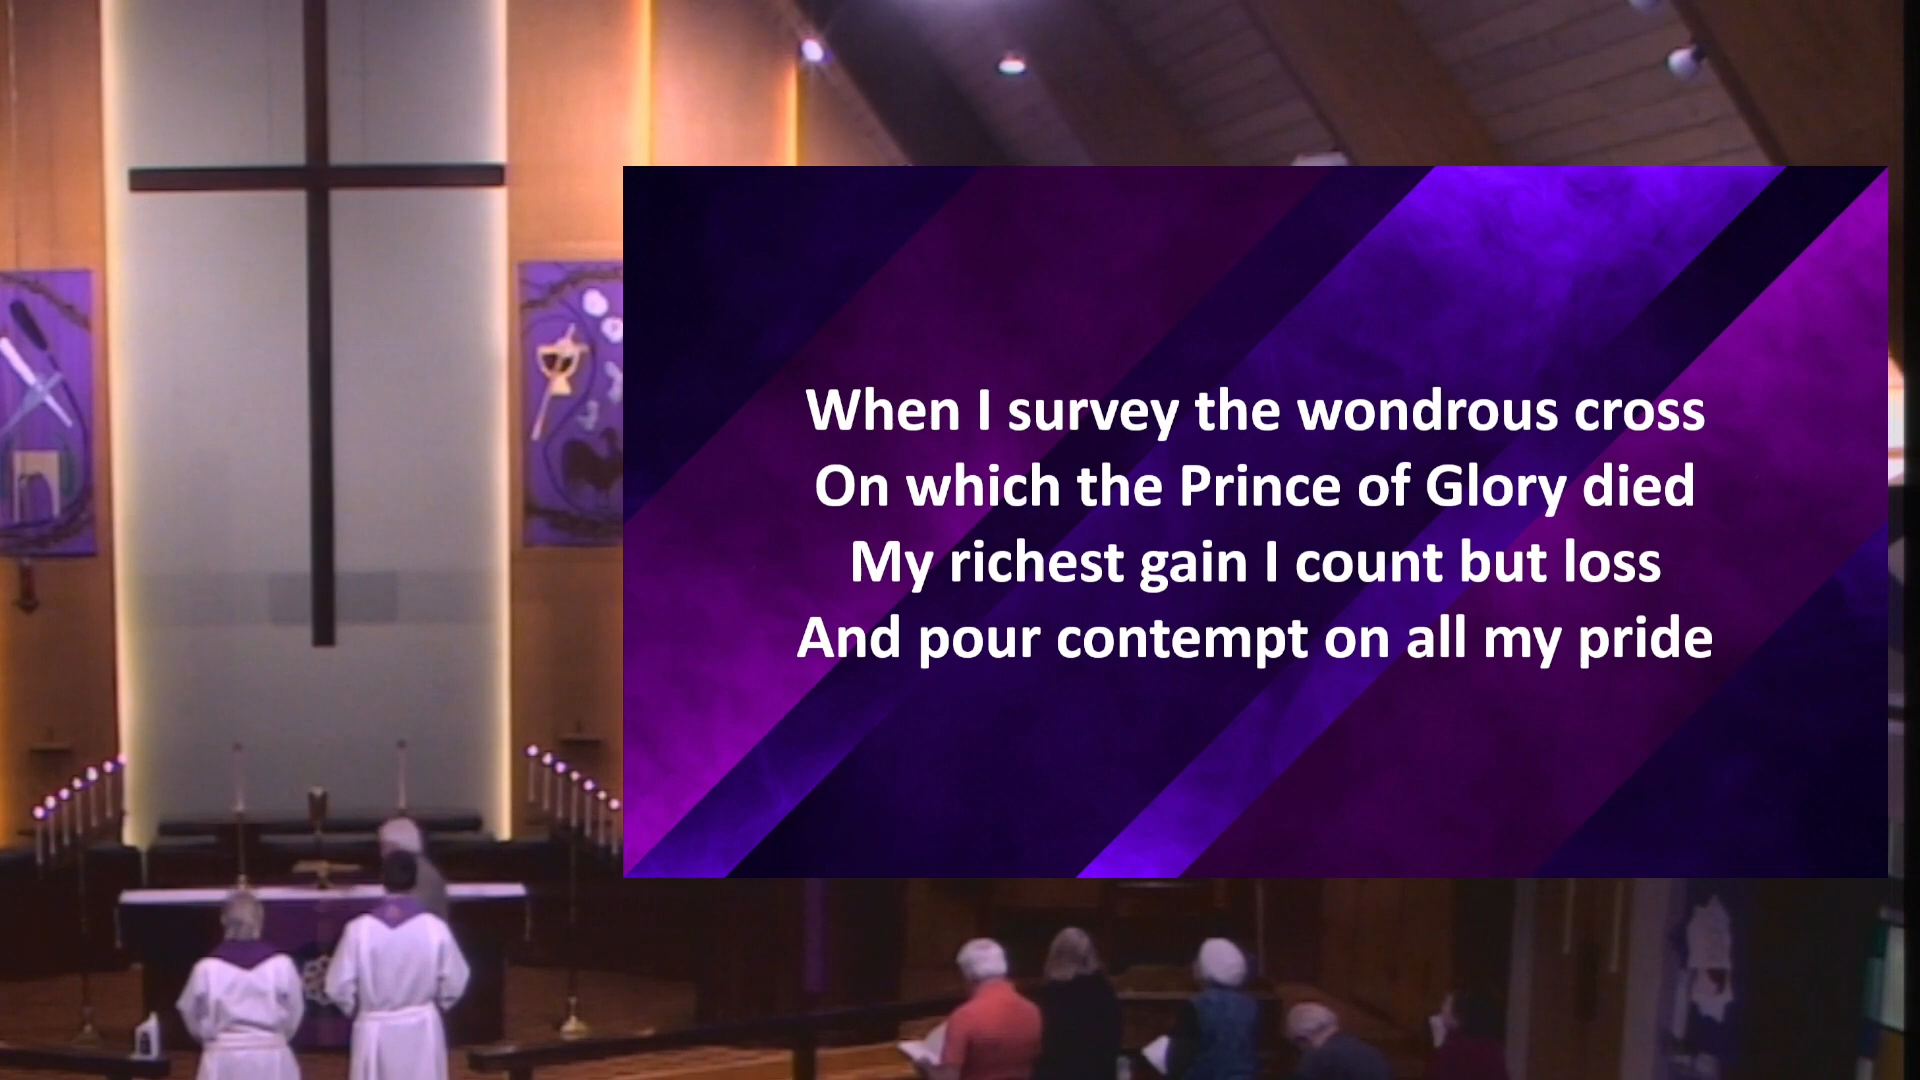 When I survey the wondrous cross
On which the Prince of Glory died
My richest gain I count but loss
And pour contempt on all my pride